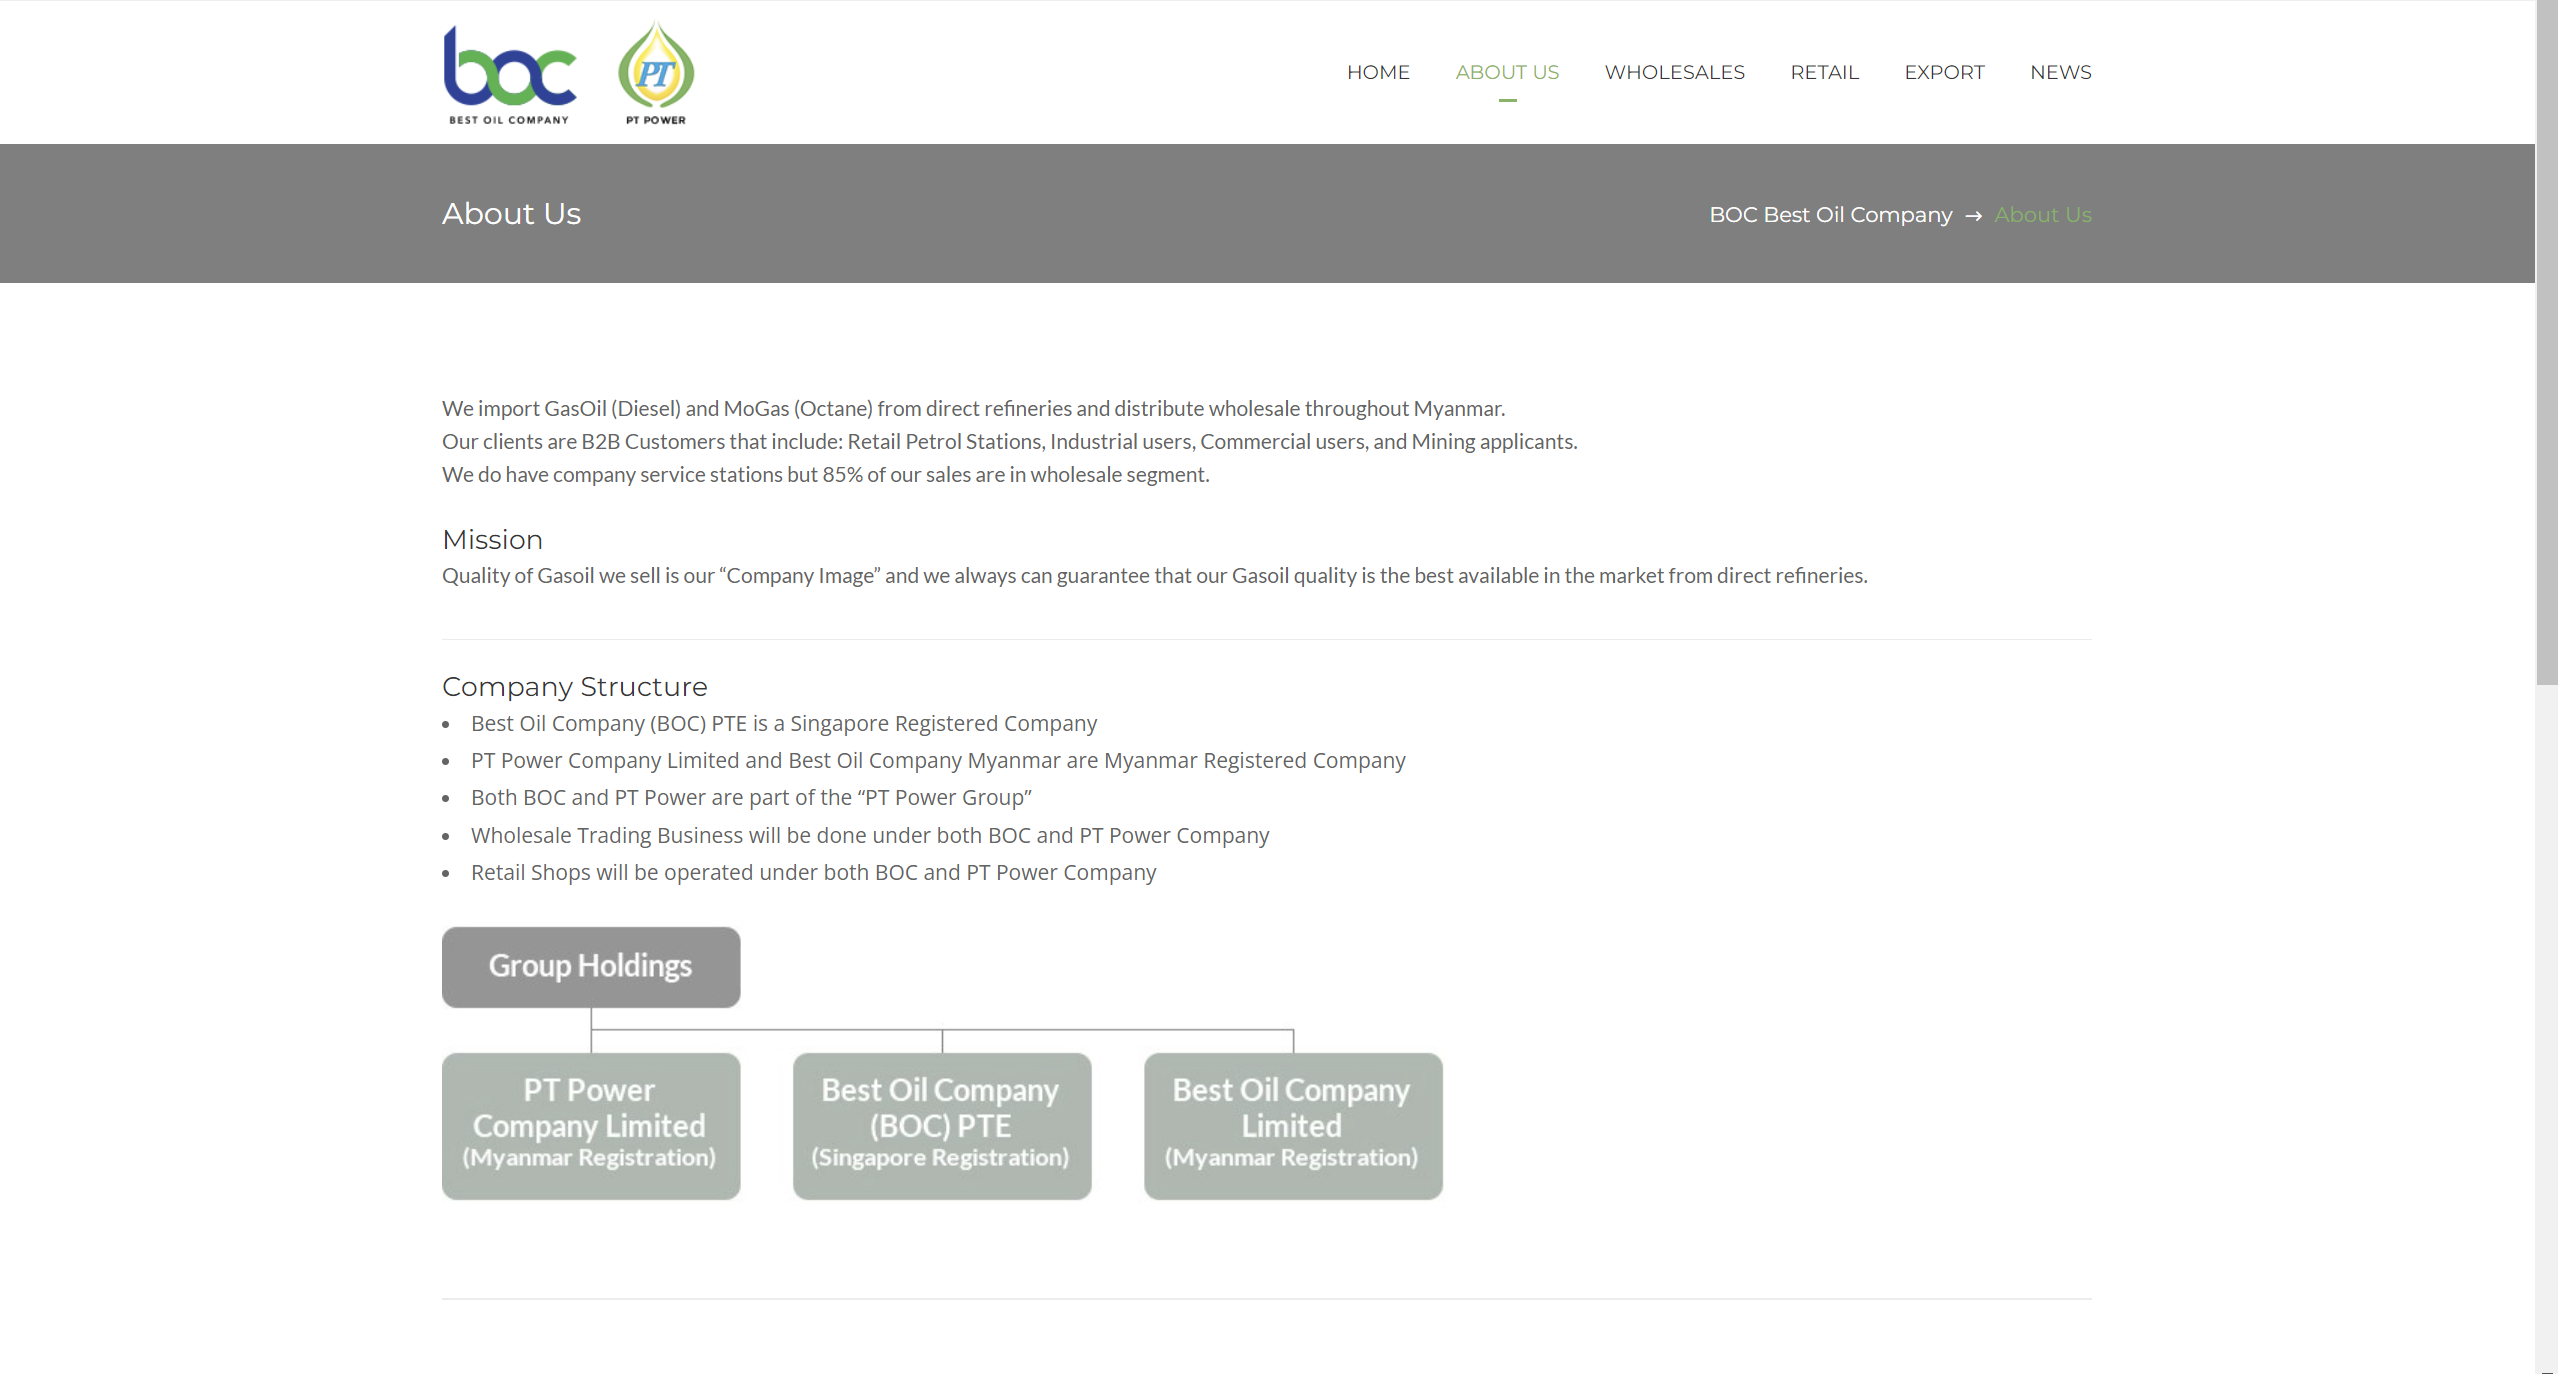 boc
BEST OIL COMPANY
PT
PT POWER
HOME ABOUT US WHOLESALES RETAIL EXPORT NEWS
About Us
BOC Best Oil Company → About Us
We import GasOil (Diesel) and MoGas (Octane) from direct refineries and distribute wholesale throughout Myanmar.
Our clients are B2B Customers that include: Retail Petrol Stations, Industrial users, Commercial users, and Mining applicants.
We do have company service stations but 85% of our sales are in wholesale segment.
Mission
Quality of Gasoil we sell is our “Company Image” and we always can guarantee that our Gasoil quality is the best available in the market from direct refineries.
Company Structure
• Best Oil Company (BOC) PTE is a Singapore Registered Company
• PT Power Company Limited and Best Oil Company Myanmar are Myanmar Registered Company
• Both BOC and PT Power are part of the “PT Power Group”
• Wholesale Trading Business will be done under both BOC and PT Power Company
• Retail Shops will be operated under both BOC and PT Power Company
Group Holdings
PT Power
Company Limited
(Myanmar Registration)
Best Oil Company
(BOC) PTE
(Singapore Registration)
Best Oil Company
Limited
(Myanmar Registration)